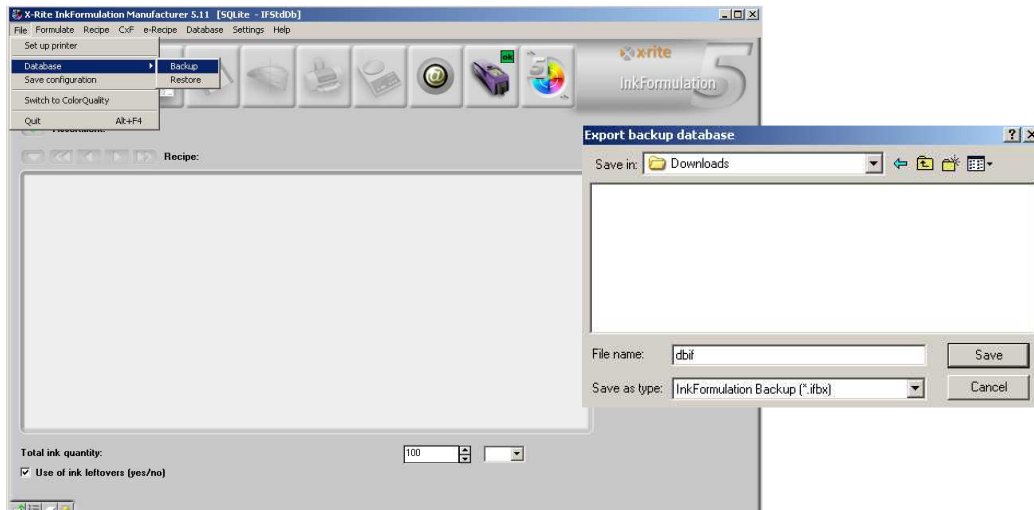 X-Rite InkFormulation Manufacturer 5.11 [SQLite - IFStdDb]
File Formulate Recipe CxF e-Recipe Database Settings Help
Set up printer
Database
Save configuration
Switch to ColorQuality
Quit Alt+F4
Backup
Restore
ok
x-rite
InkFormulation
5
Recipe:
Total ink quantity:
100
Use of ink leftovers (yes/no)
Export backup database
Save in: Downloads
File name: dbif
Save
Save as type: InkFormulation Backup (*.ifbx)
Cancel